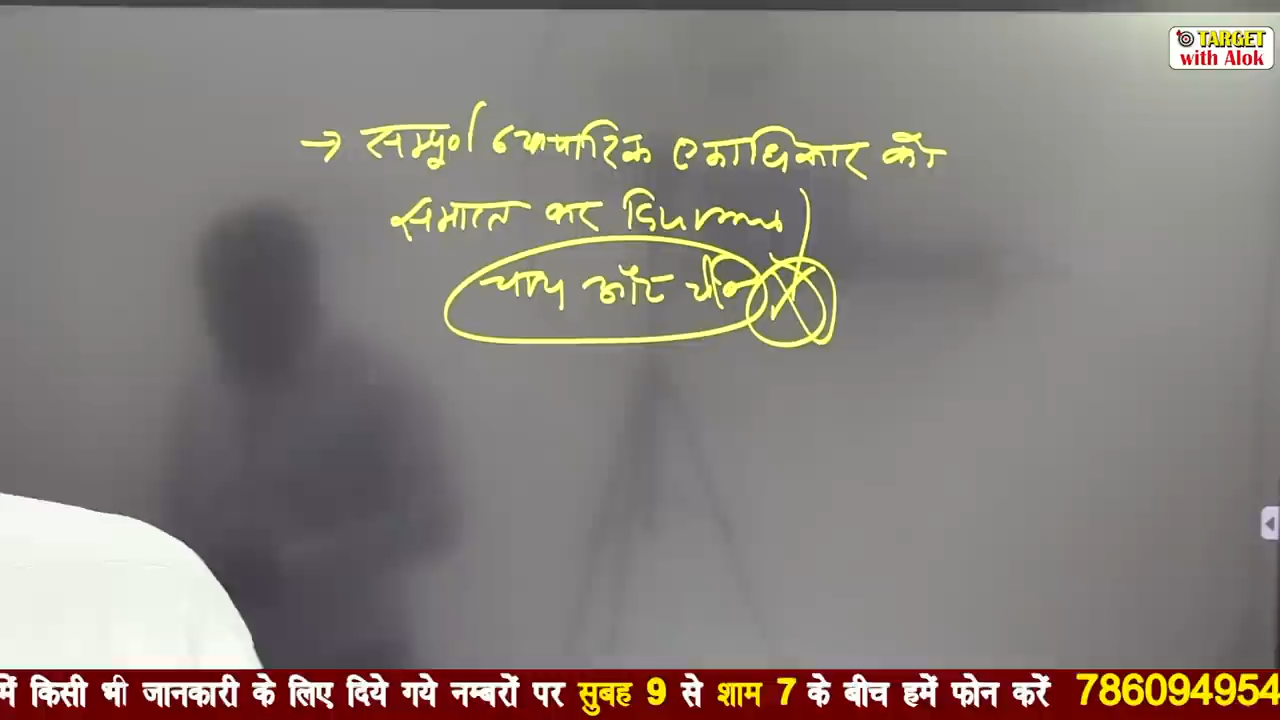 TARGET
with Alok
→ सम्पूर्ण व्यापारिक एकाधिकार को
समाप्त कर दिया गया
चाय और चीन
में किसी भी जानकारी के लिए दिये गये नम्बरों पर सुबह 9 से शाम 7 के बीच हमें फोन करें 786094954